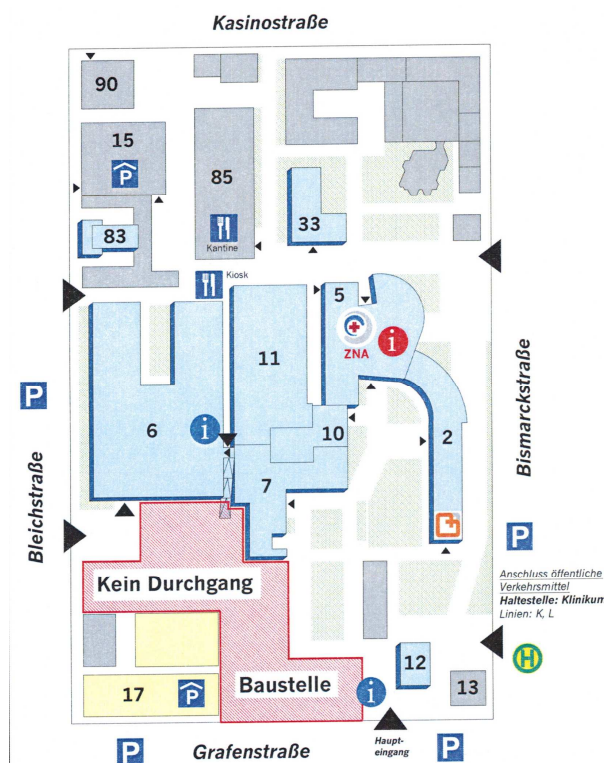 Kasinostraße
90
15
P
85
33
83
Kantine
Kiosk
5
ZNA
i
11
6
i
10
2
7
P
Bleichstraße
Bismarckstraße
P
Kein Durchgang
Anschluss öffentliche
Verkehrsmittel
Haltestelle: Klinikum
Linien: K, L
H
12
13
17
P
Baustelle
i
Haupt-
eingang
P
Grafenstraße
P